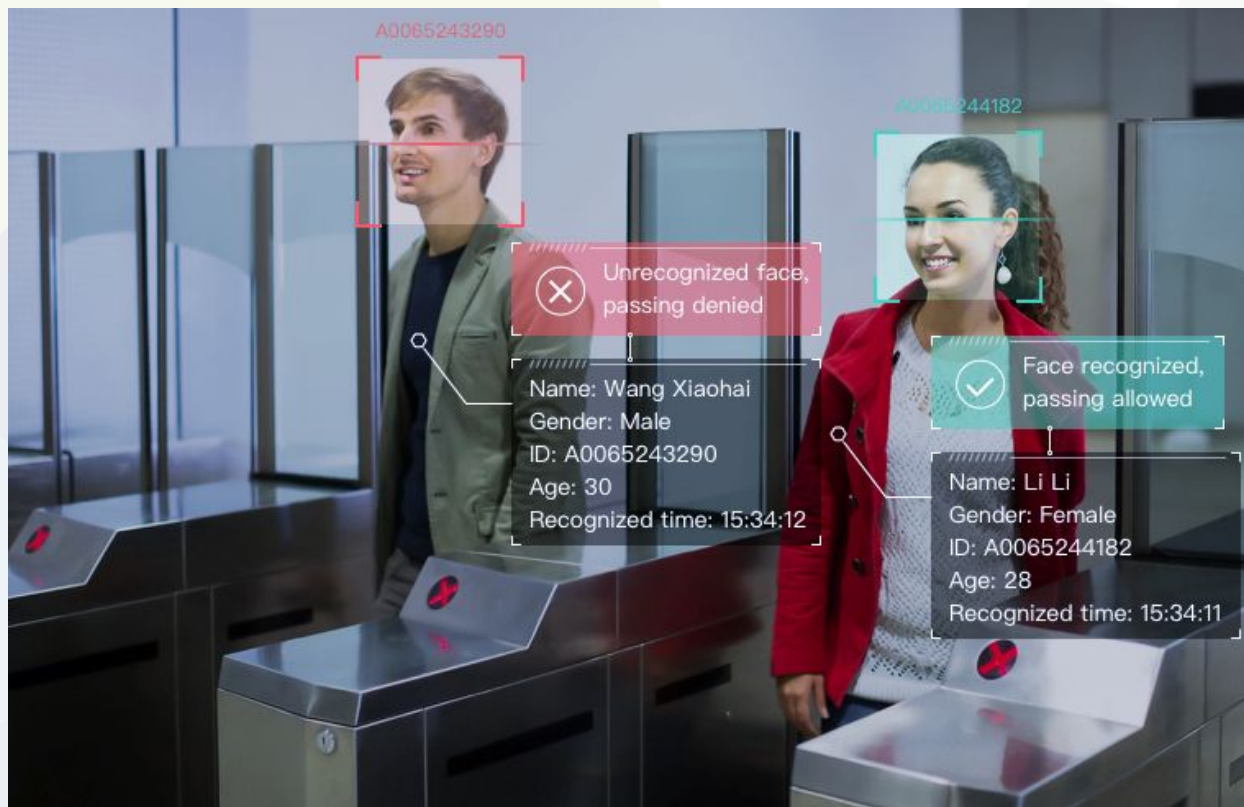 A0065243290
A0065244182
Unrecognized face,
passing denied
Name: Wang Xiaohai
Gender: Male
ID: A0065243290
Age: 30
Recognized time: 15:34:12
Face recognized,
passing allowed
Name: Li Li
Gender: Female
ID: A0065244182
Age: 28
Recognized time: 15:34:11